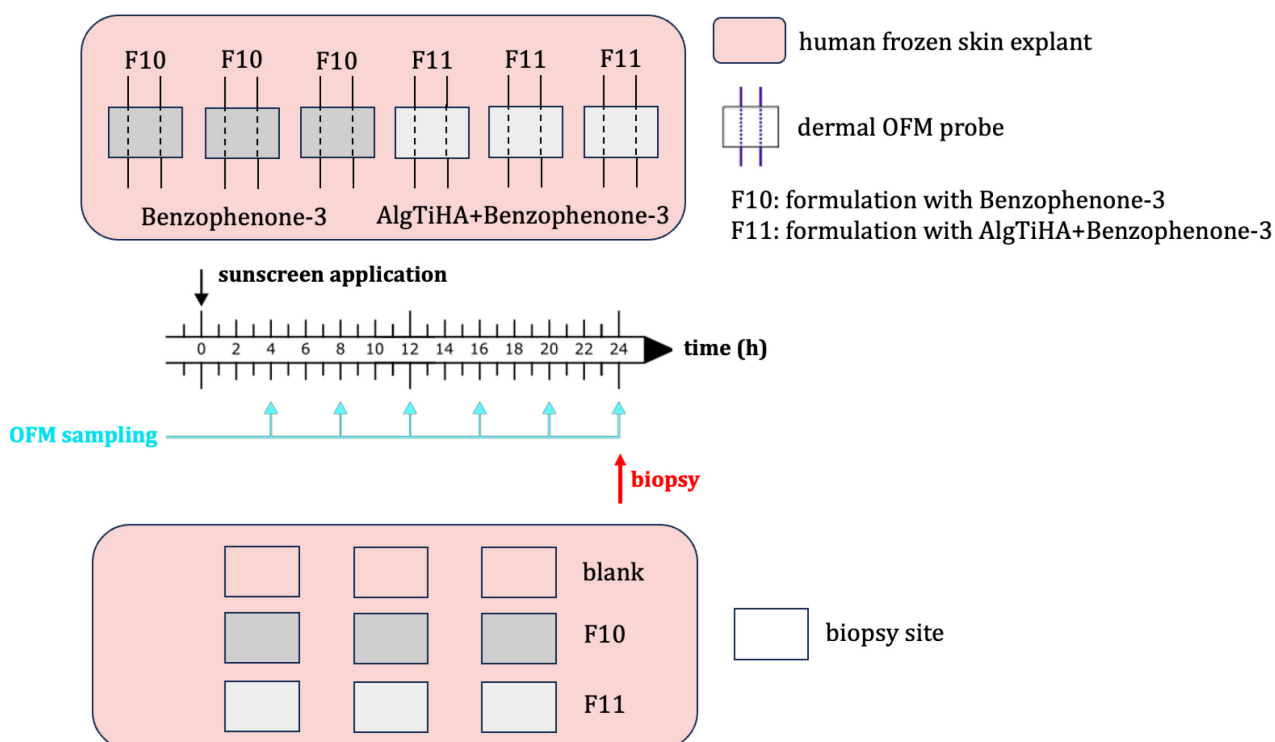 F10 F10 F10 F11 F11 F11
Benzophenone-3 AlgTiHA+Benzophenone-3
human frozen skin explant
dermal OFM probe
F10: formulation with Benzophenone-3
F11: formulation with AlgTiHA+Benzophenone-3
sunscreen application
0 2 4 6 8 10 12 14 16 18 20 22 24
time (h)
OFM sampling
biopsy
blank
F10
F11
biopsy site